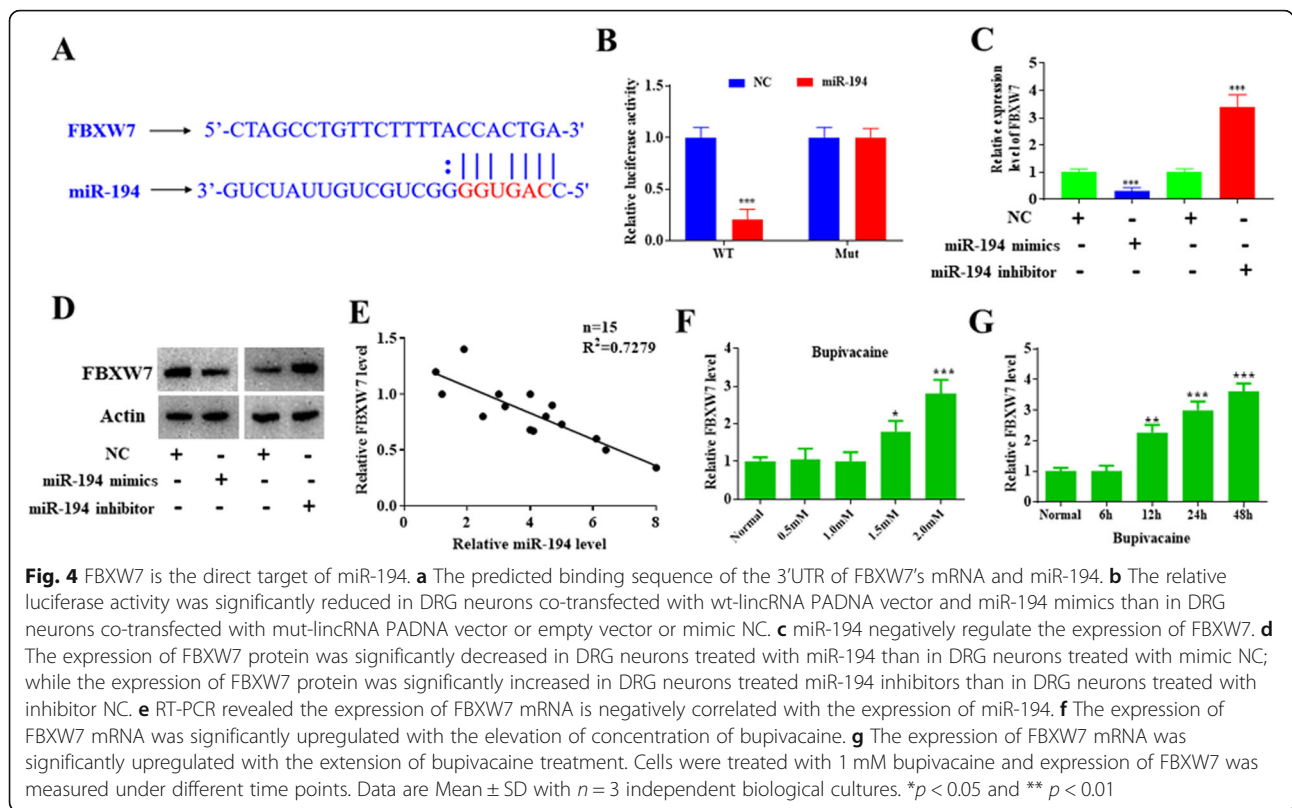 A
FBXW7
5'-CTAGCCTGTTCTTTTACCACTGA-3'
miR-194
3'-GUCUAUUGUCGUCGGGGUGACC-5'
B
NC
miR-194
Relative luciferase activity
1.5
1.0
0.5
0.0
***
WT
Mut
C
Relative expression
level of FBXW7
5
4
3
2
1
0
***
***
NC + - + -
miR-194 mimics - + - -
miR-194 inhibitor - - - +
D
FBXW7
Actin
NC + - + -
miR-194 mimics - + - -
miR-194 inhibitor - - - +
E
n=15
R²=0.7279
Relative FBXW7 level
1.5
1.0
0.5
0.0
0 2 4 6 8
Relative miR-194 level
F
Bupivacaine
Relative FBXW7 level
4
3
2
1
0
*
***
Normal 0.5mM 1.0mM 1.5mM 2.0mM
G
Relative FBXW7 level
5
4
3
2
1
0
**
***
***
Normal 6h 12h 24h 48h
Bupivacaine
Fig. 4 FBXW7 is the direct target of miR-194. a The predicted binding sequence of the 3'UTR of FBXW7's mRNA and miR-194. b The relative
luciferase activity was significantly reduced in DRG neurons co-transfected with wt-lincRNA PADNA vector and miR-194 mimics than in DRG
neurons co-transfected with mut-lincRNA PADNA vector or empty vector or mimic NC. c miR-194 negatively regulate the expression of FBXW7. d
The expression of FBXW7 protein was significantly decreased in DRG neurons treated with miR-194 than in DRG neurons treated with mimic NC;
while the expression of FBXW7 protein was significantly increased in DRG neurons treated miR-194 inhibitors than in DRG neurons treated with
inhibitor NC. e RT-PCR revealed the expression of FBXW7 mRNA is negatively correlated with the expression of miR-194. f The expression of
FBXW7 mRNA was significantly upregulated with the elevation of concentration of bupivacaine. g The expression of FBXW7 mRNA was
significantly upregulated with the extension of bupivacaine treatment. Cells were treated with 1 mM bupivacaine and expression of FBXW7 was
measured under different time points. Data are Mean ± SD with n = 3 independent biological cultures. *p < 0.05 and ** p < 0.01